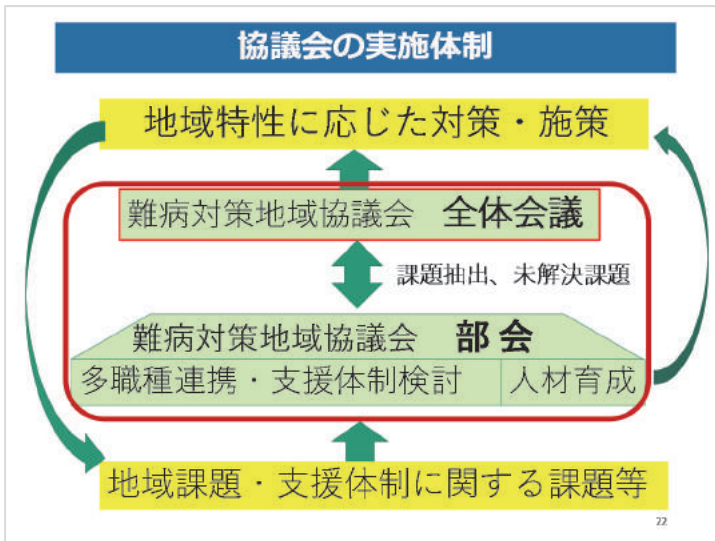 協議会の実施体制
地域特性に応じた対策・施策
難病対策地域協議会 全体会議
課題抽出、未解決課題
難病対策地域協議会 部会
多職種連携・支援体制検討 人材育成
地域課題・支援体制に関する課題等
22